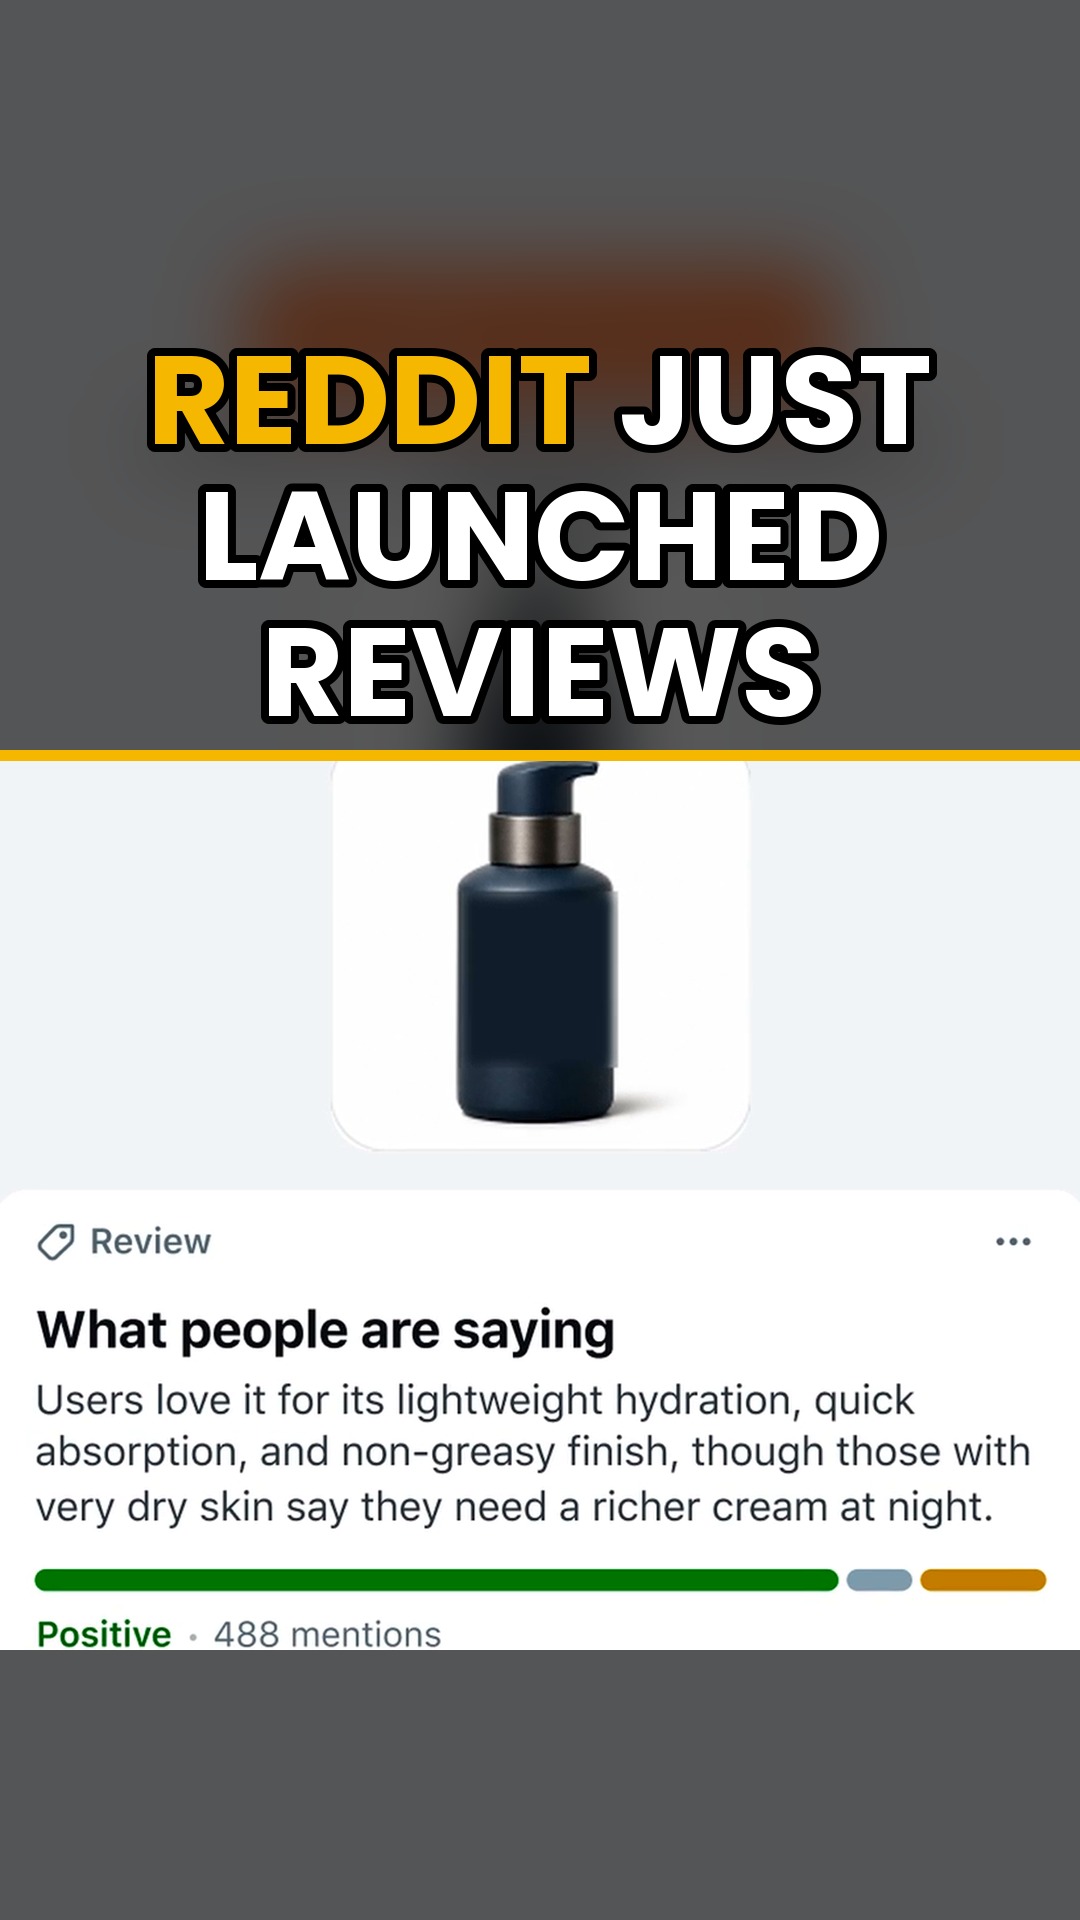 REDDIT JUST
LAUNCHED
REVIEWS
Review
What people are saying
Users love it for its lightweight hydration, quick
absorption, and non-greasy finish, though those with
very dry skin say they need a richer cream at night.
Positive • 488 mentions